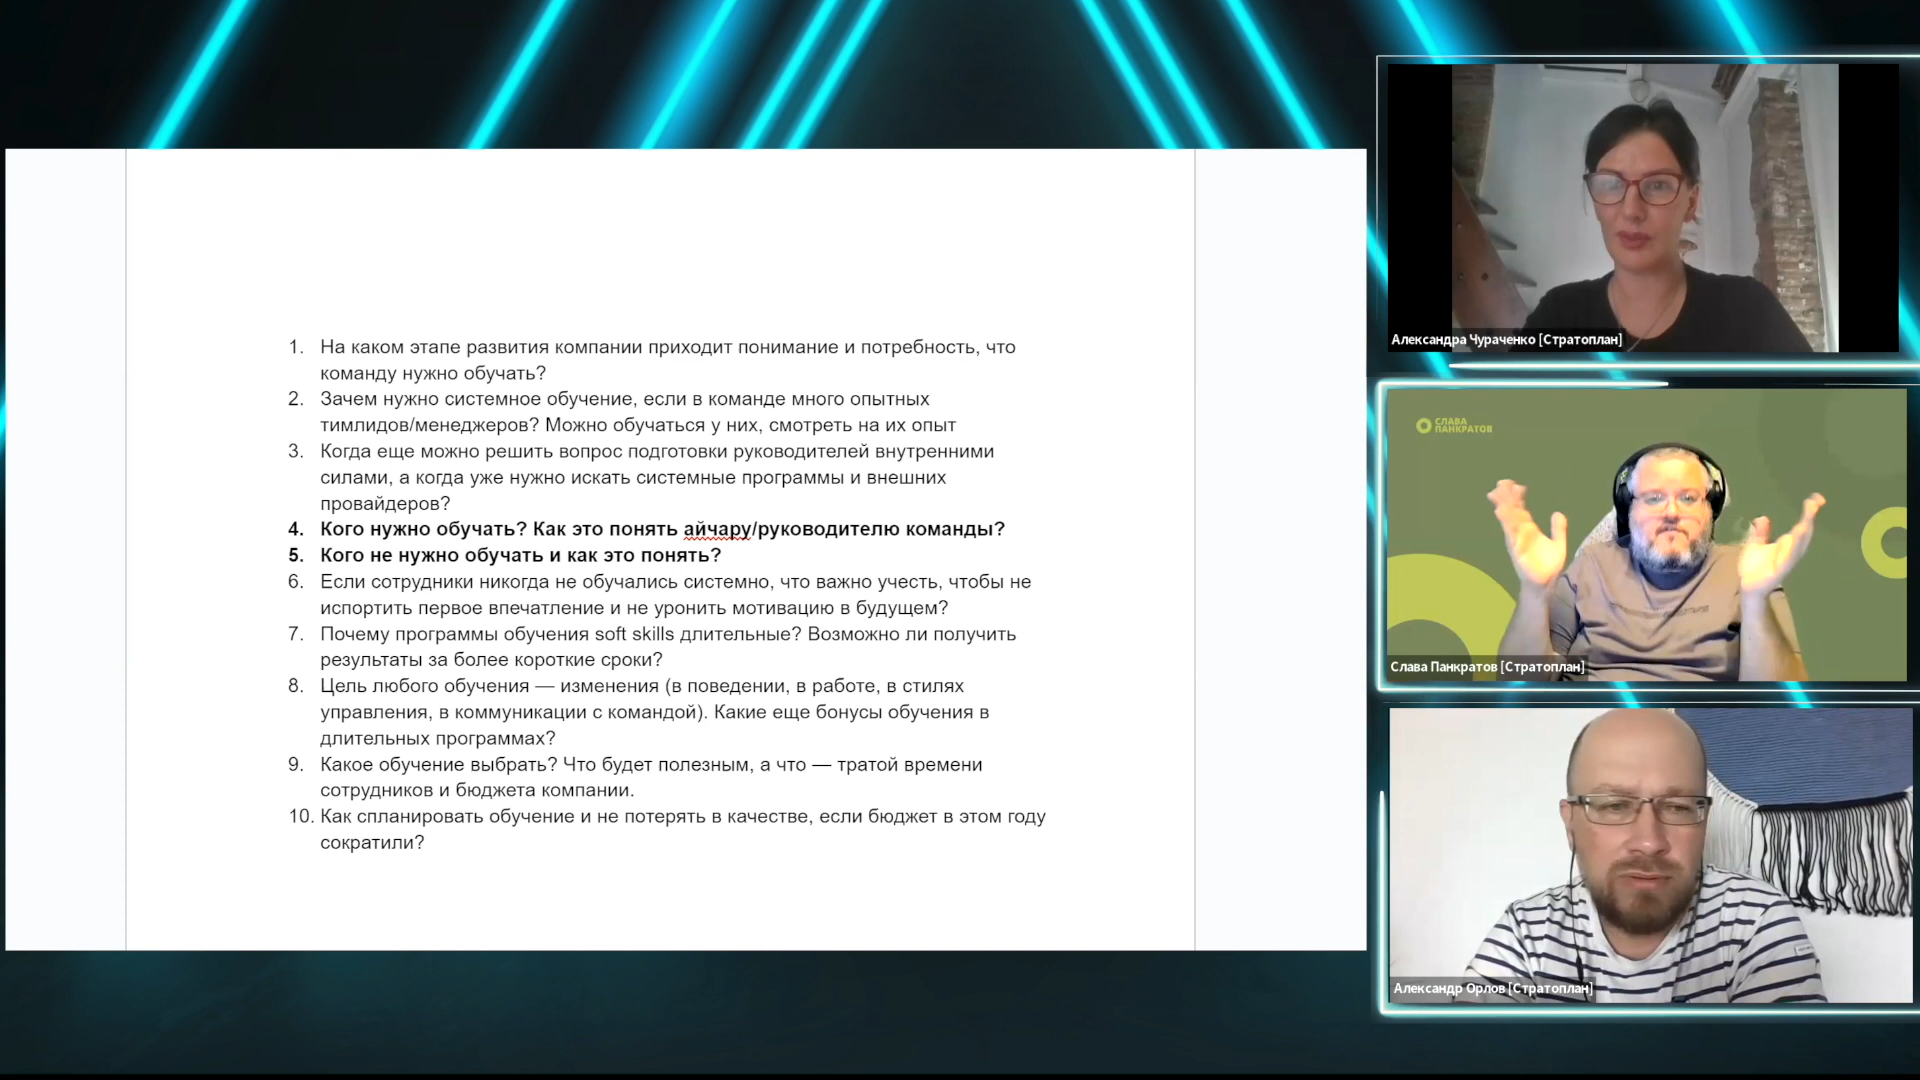 1. На каком этапе развития компании приходит понимание и потребность, что
команду нужно обучать?
2. Зачем нужно системное обучение, если в команде много опытных
тимлидов/менеджеров? Можно обучаться у них, смотреть на их опыт
3. Когда еще можно решить вопрос подготовки руководителей внутренними
силами, а когда уже нужно искать системные программы и внешних
провайдеров?
4. Кого нужно обучать? Как это понять айчару/руководителю команды?
5. Кого не нужно обучать и как это понять?
6. Если сотрудники никогда не обучались системно, что важно учесть, чтобы не
испортить первое впечатление и не уронить мотивацию в будущем?
7. Почему программы обучения soft skills длительные? Возможно ли получить
результаты за более короткие сроки?
8. Цель любого обучения — изменения (в поведении, в работе, в стилях
управления, в коммуникации с командой). Какие еще бонусы обучения в
длительных программах?
9. Какое обучение выбрать? Что будет полезным, а что — тратой времени
сотрудников и бюджета компании.
10. Как спланировать обучение и не потерять в качестве, если бюджет в этом году
сократили?
Александра Чураченко [Стратоплан]
СЛАВА
ПАНКРАТОВ
Слава Панкратов [Стратоплан]
Александр Орлов [Стратоплан]